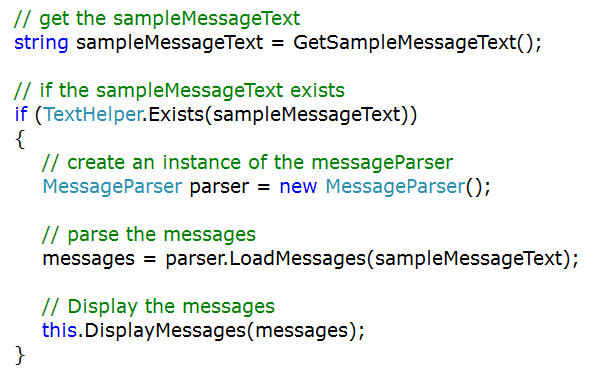 // get the sampleMessageText
string sampleMessageText = GetSampleMessageText();
// if the sampleMessageText exists
if (TextHelper.Exists(sampleMessageText))
{
// create an instance of the messageParser
MessageParser parser = new MessageParser();
// parse the messages
messages = parser.LoadMessages(sampleMessageText);
// Display the messages
this.DisplayMessages(messages);
}